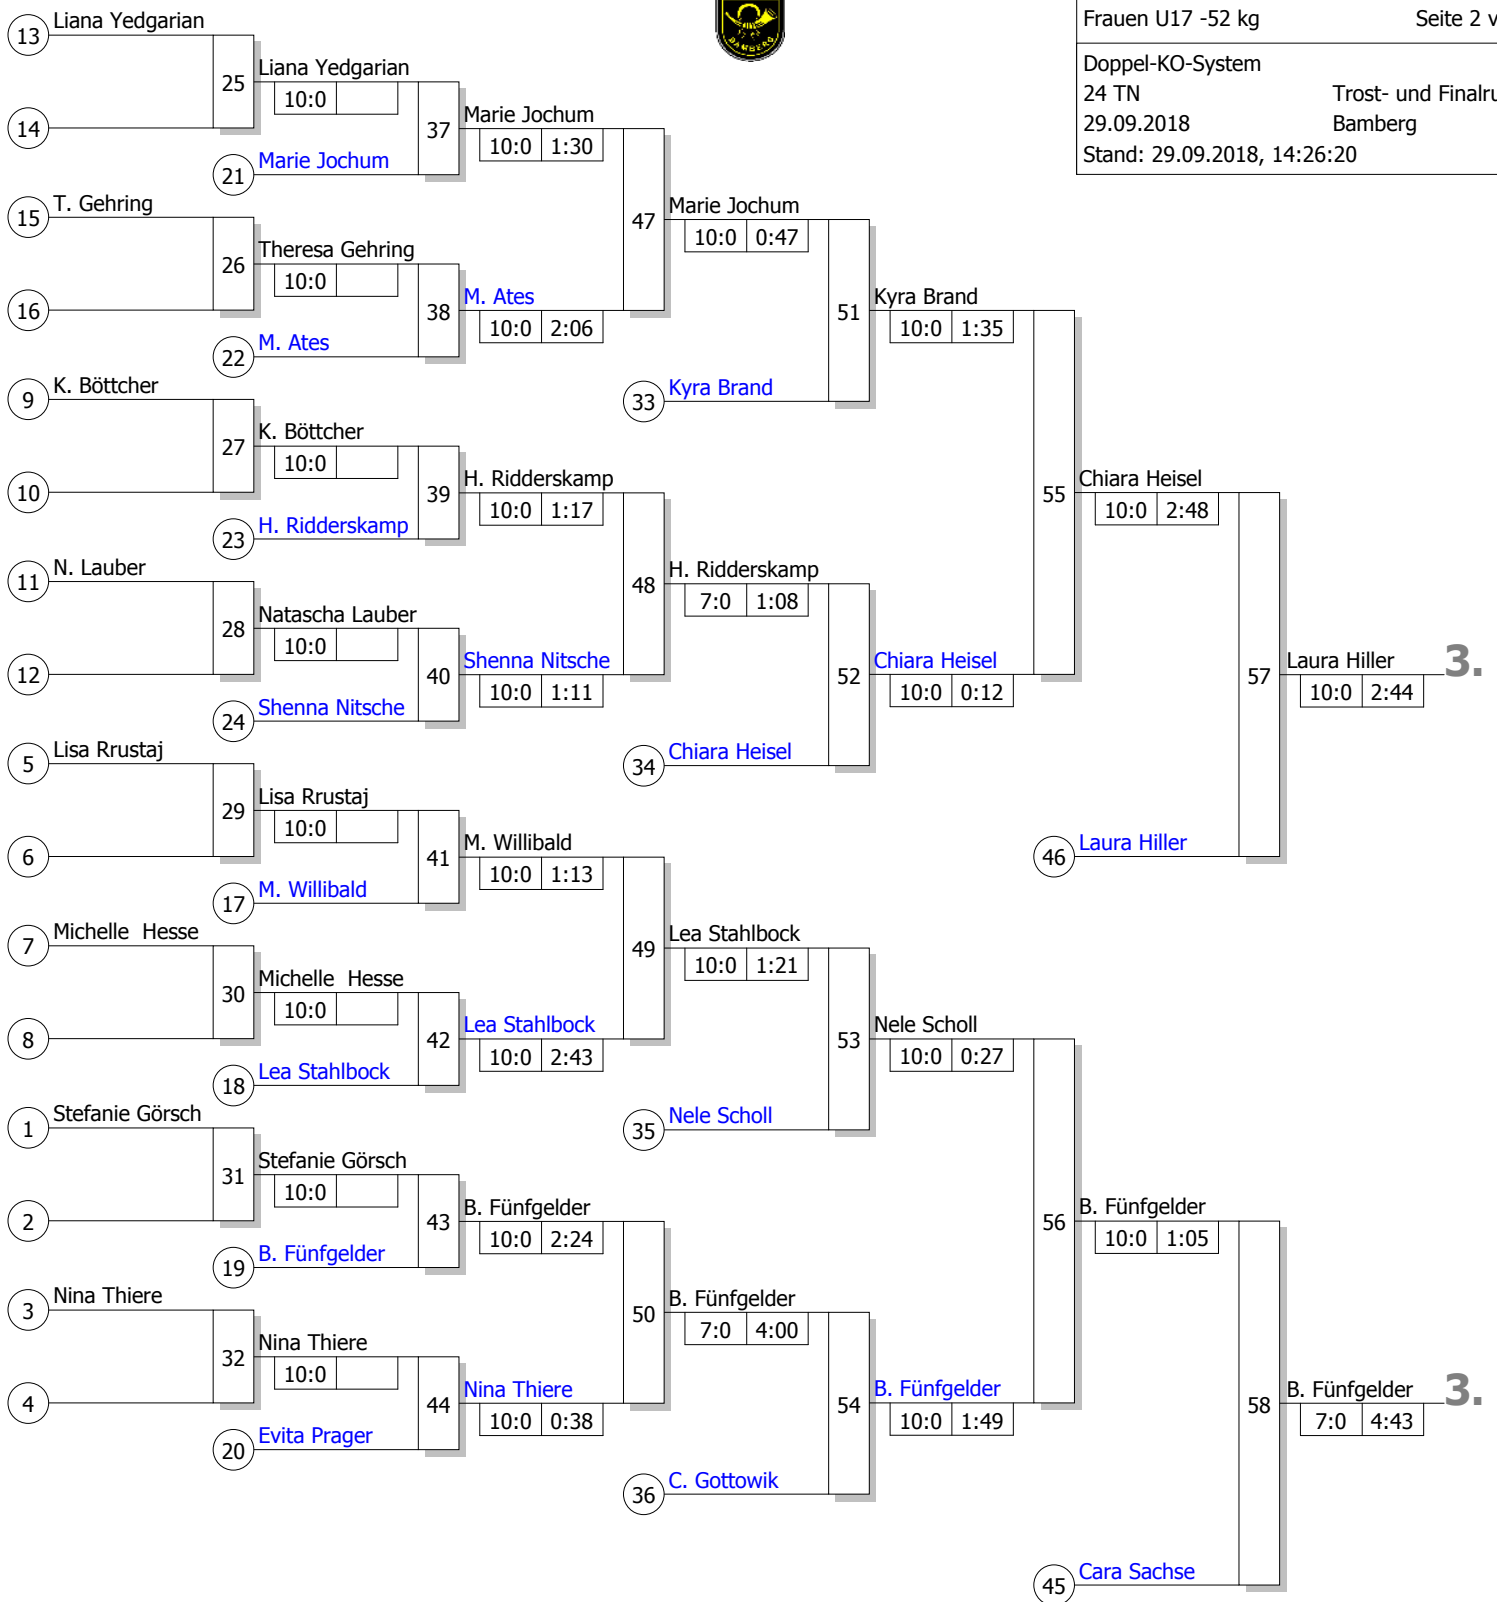 Frauen U17 -52 kg Seite 2 v
Doppel-KO-System
24 TN Trost- und Finalru
29.09.2018 Bamberg
Stand: 29.09.2018, 14:26:20
BAMBERG
13 Liana Yedgarian
14
25 Liana Yedgarian
10:0
21 Marie Jochum
37 Marie Jochum
10:0 1:30
15 T. Gehring
16
26 Theresa Gehring
10:0
22 M. Ates
38 M. Ates
10:0 2:06
47 Marie Jochum
10:0 0:47
33 Kyra Brand
51 Kyra Brand
10:0 1:35
9 K. Böttcher
10
27 K. Böttcher
10:0
23 H. Ridderskamp
39 H. Ridderskamp
10:0 1:17
11 N. Lauber
12
28 Natascha Lauber
10:0
24 Shenna Nitsche
40 Shenna Nitsche
10:0 1:11
48 H. Ridderskamp
7:0 1:08
34 Chiara Heisel
52 Chiara Heisel
10:0 0:12
55 Chiara Heisel
10:0 2:48
46 Laura Hiller
57 Laura Hiller 3.
10:0 2:44
5 Lisa Rrustaj
6
29 Lisa Rrustaj
10:0
17 M. Willibald
41 M. Willibald
10:0 1:13
7 Michelle  Hesse
8
30 Michelle  Hesse
10:0
18 Lea Stahlbock
42 Lea Stahlbock
10:0 2:43
49 Lea Stahlbock
10:0 1:21
35 Nele Scholl
53 Nele Scholl
10:0 0:27
1 Stefanie Görsch
2
31 Stefanie Görsch
10:0
19 B. Fünfgelder
43 B. Fünfgelder
10:0 2:24
3 Nina Thiere
4
32 Nina Thiere
10:0
20 Evita Prager
44 Nina Thiere
10:0 0:38
50 B. Fünfgelder
7:0 4:00
36 C. Gottowik
54 B. Fünfgelder
10:0 1:49
56 B. Fünfgelder
10:0 1:05
45 Cara Sachse
58 B. Fünfgelder 3.
7:0 4:43